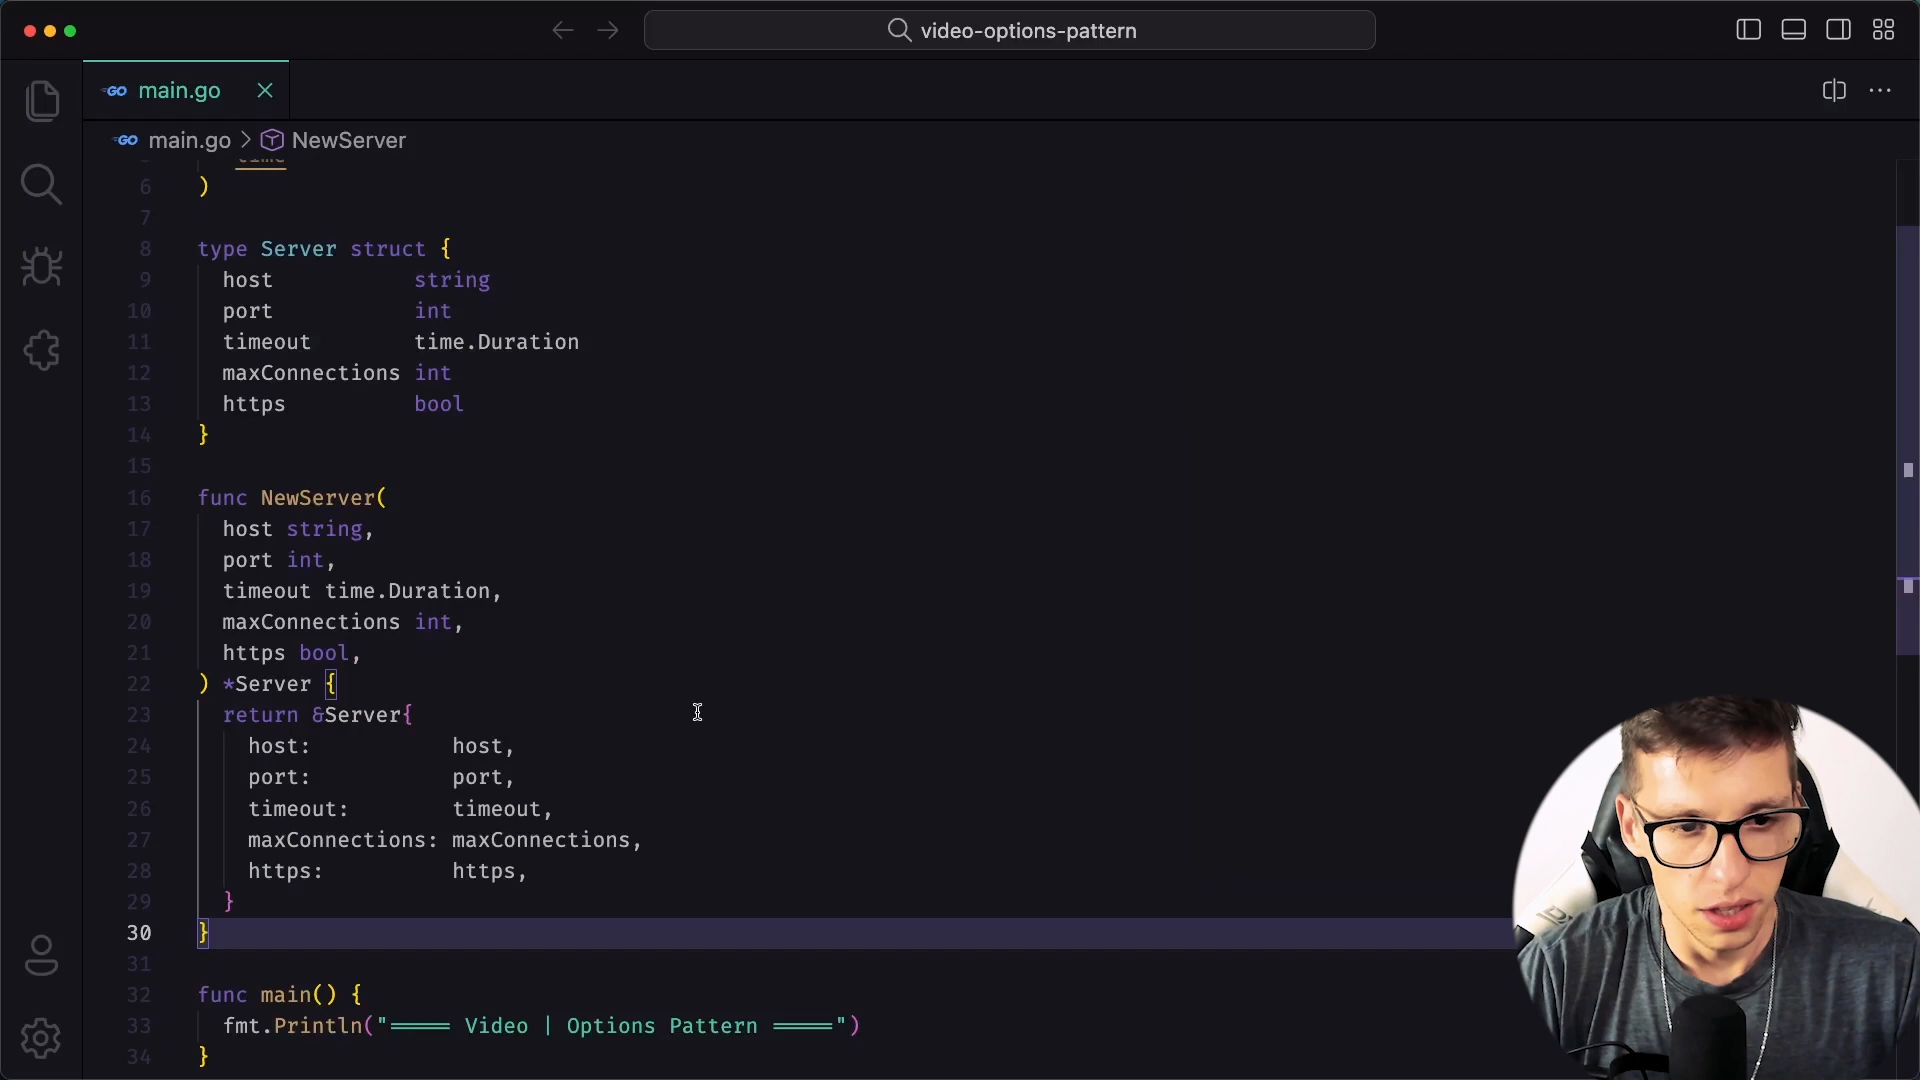 video-options-pattern
GO main.go
GO main.go > NewServer
6 )
7
8 type Server struct {
9 host string
10 port int
11 timeout time.Duration
12 maxConnections int
13 https bool
14 }
15
16 func NewServer(
17 host string,
18 port int,
19 timeout time.Duration,
20 maxConnections int,
21 https bool,
22 ) *Server {
23 return &Server{
24 host: host,
25 port: port,
26 timeout: timeout,
27 maxConnections: maxConnections,
28 https: https,
29 }
30 }
31
32 func main() {
33 fmt.Println("===== Video | Options Pattern =====")
34 }